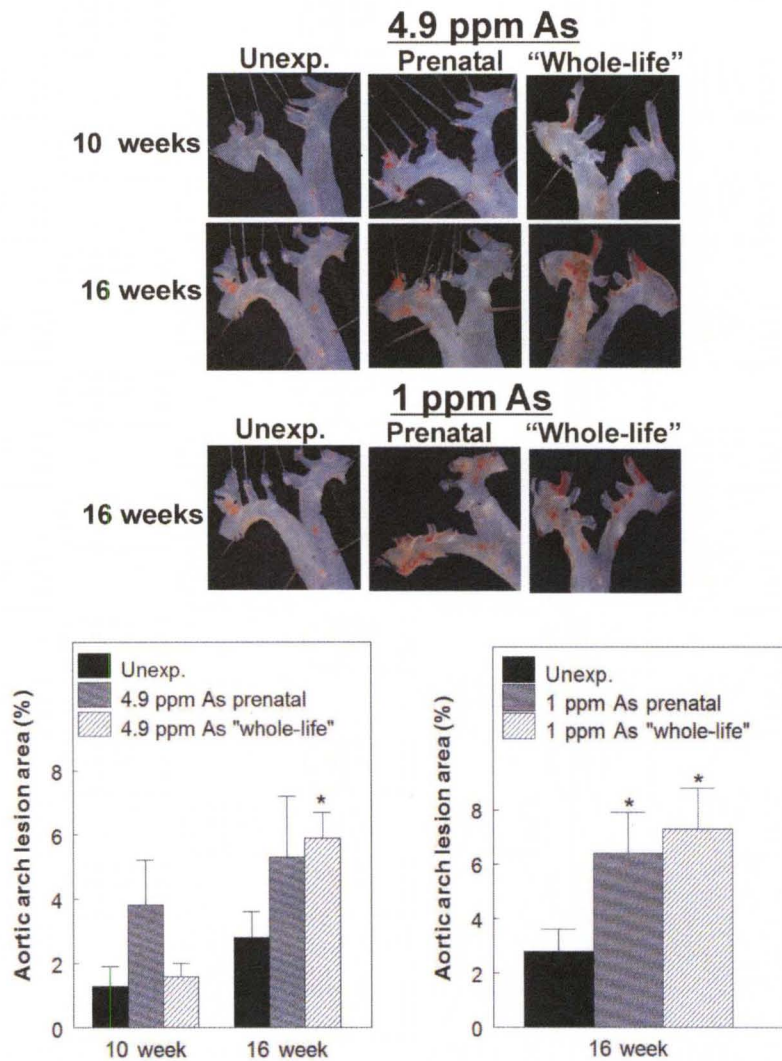 4.9 ppm As
Unexp. Prenatal “Whole-life”
10 weeks
16 weeks
1 ppm As
Unexp. Prenatal “Whole-life”
16 weeks
Aortic arch lesion area (%)
Unexp.
4.9 ppm As prenatal
4.9 ppm As "whole-life"
8
6
4
2
0
*
10 week 16 week
Aortic arch lesion area (%)
Unexp.
1 ppm As prenatal
1 ppm As "whole-life"
8
6
4
2
0
* *
16 week